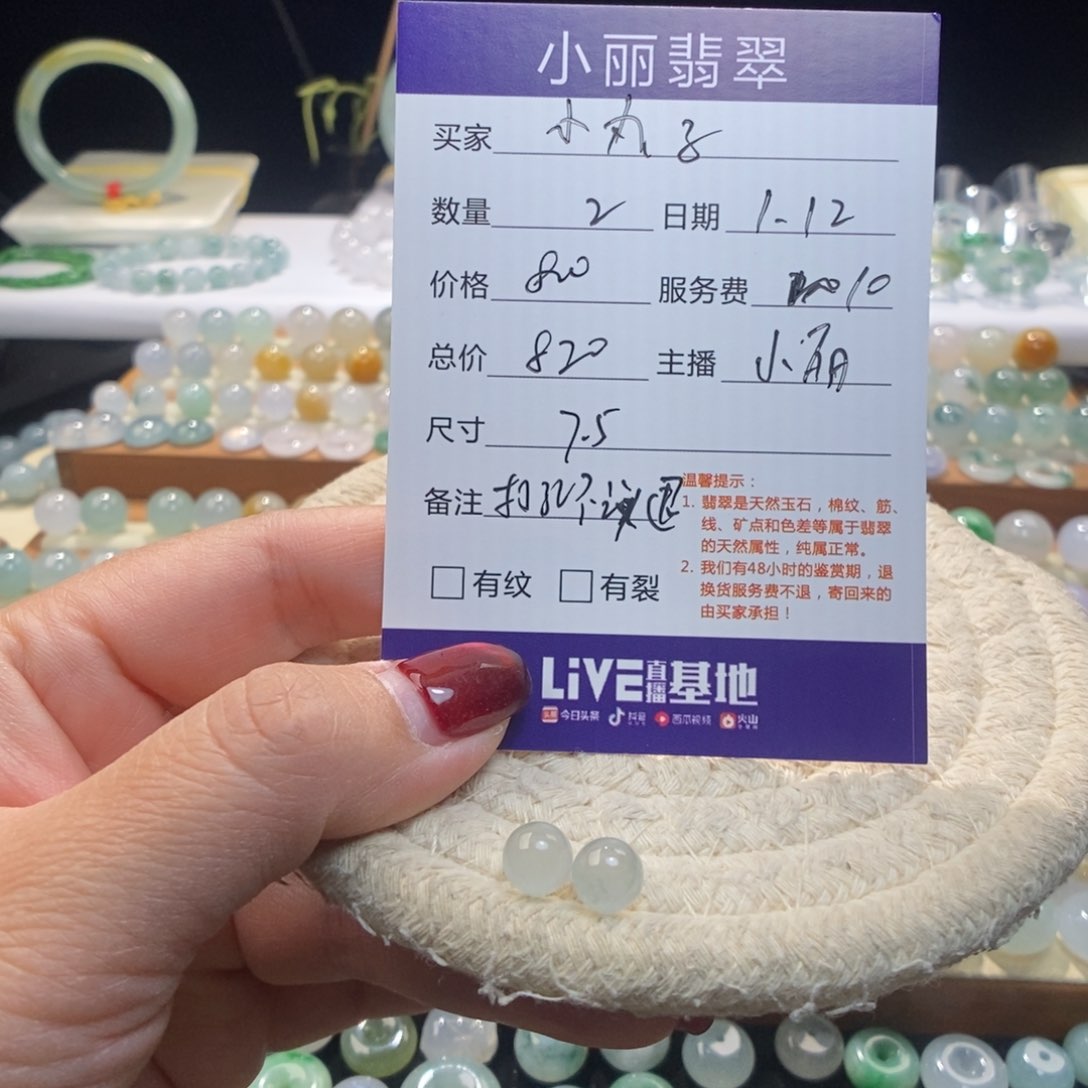 小丽翡翠
买家 小丸子
数量 2 日期 1.12
价格 800 服务费 10
总价 820 主播 小丽
尺寸 7.5
备注 打孔不退
温馨提示：
1. 翡翠是天然玉石，棉纹、筋、
线、矿点和色差等属于翡翠
的天然属性，纯属正常。
2. 我们有48小时的鉴赏期，退
换货服务费不退，寄回来的
由买家承担！
有纹 有裂
LiVE直播基地
今日头条 抖音 西瓜视频 火山